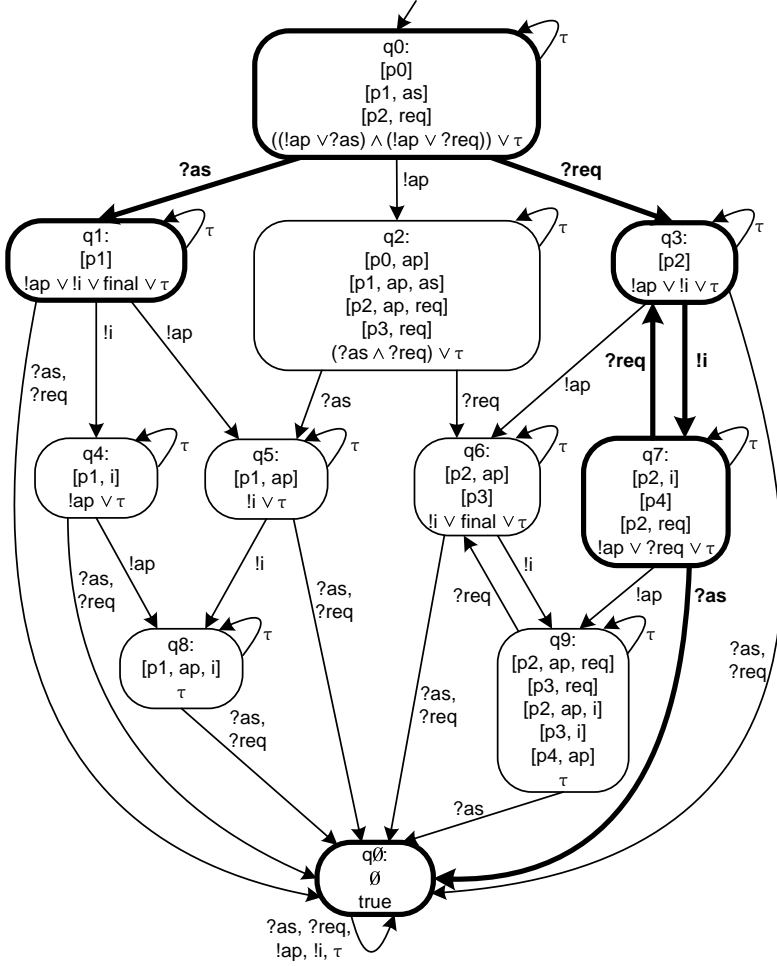 q0:
[p0]
[p1, as]
[p2, req]
((!ap ∨?as) ∧ (!ap ∨ ?req)) ∨ τ
τ
?as
!ap
?req
q1:
[p1]
!ap ∨ !i ∨ final ∨ τ
τ
q2:
[p0, ap]
[p1, ap, as]
[p2, ap, req]
[p3, req]
(?as ∧ ?req) ∨ τ
τ
q3:
[p2]
!ap ∨ !i ∨ τ
τ
?as,
?req
!i
!ap
?as
?req
!ap
?req
!i
q4:
[p1, i]
!ap ∨ τ
τ
q5:
[p1, ap]
!i ∨ τ
τ
q6:
[p2, ap]
[p3]
!i ∨ final ∨ τ
τ
q7:
[p2, i]
[p4]
[p2, req]
!ap ∨ ?req ∨ τ
τ
?as,
?req
!ap
!i
?as,
?req
?req
!i
!ap
?as
q8:
[p1, ap, i]
τ
τ
q9:
[p2, ap, req]
[p3, req]
[p2, ap, i]
[p3, i]
[p4, ap]
τ
τ
?as,
?req
?as,
?req
?as,
?req
?as
qØ:
Ø
true
?as, ?req,
!ap, !i, τ